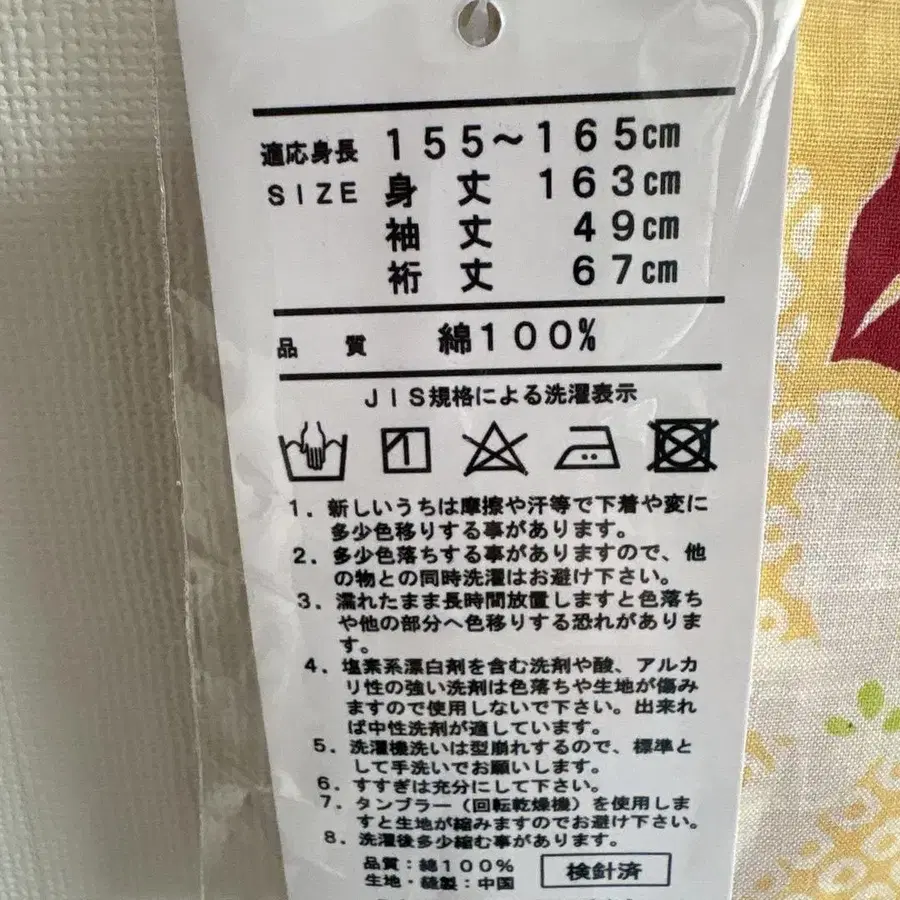 適応身長 155~165cm
SIZE 身丈 163cm
袖丈 49cm
裄丈 67cm
品質 綿100%
JIS規格による洗濯表示
1. 新しいうちは摩擦や汗等で下着や変に
多少色移りする事があります。
2. 多少色落ちする事がありますので、他
の物との同時洗濯はお避け下さい。
3. 濡れたまま長時間放置しますと色落ち
や他の部分へ色移りする恐れがありま
す。
4. 塩素系漂白剤を含む洗剤や酸、アルカ
リ性の強い洗剤は色落ちや生地が傷み
ますので使用しないで下さい。出来れ
ば中性洗剤が適しています。
5. 洗濯機洗いは型崩れするので、標準と
して手洗いでお願いします。
6. すすぎは充分にして下さい。
7. タンブラー(回転乾燥機)を使用しま
すと生地が縮みますのでお避け下さい。
8. 洗濯後多少縮む事があります。
品質:綿100%
生地・縫製:中国
検針済